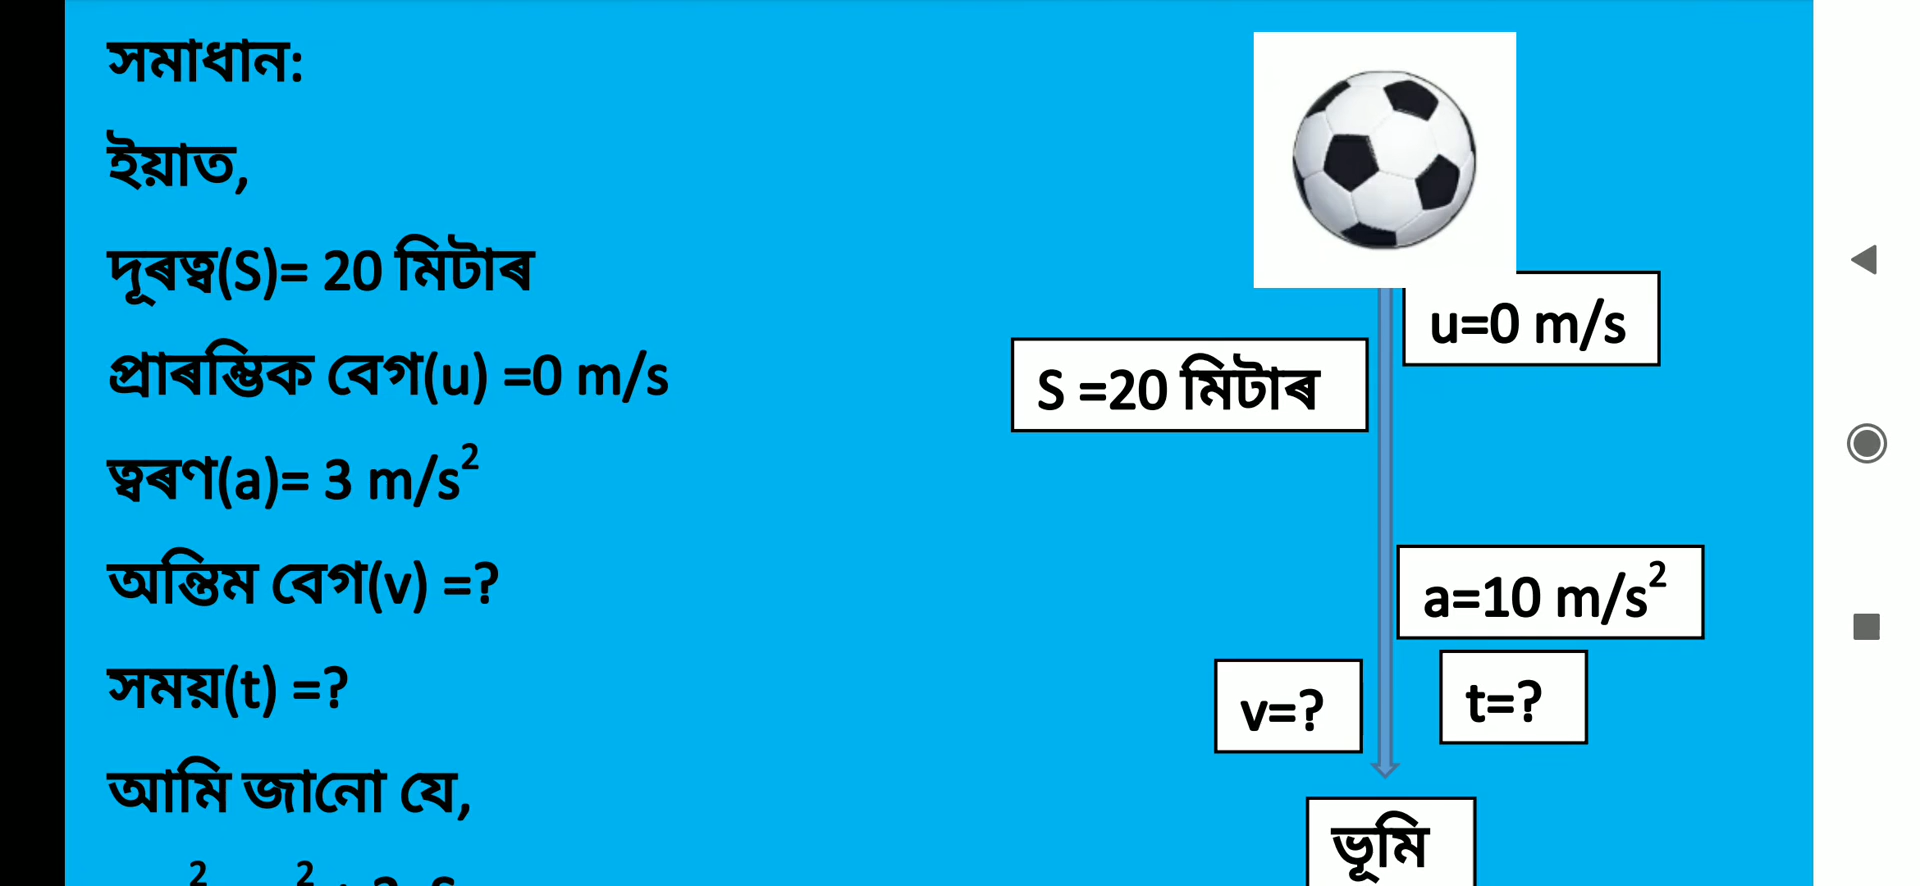 সমাধান:
ইয়াত,
দূৰত্ব(S)= 20 মিটাৰ
প্ৰাৰম্ভিক বেগ(u) =0 m/s
ত্বৰণ(a)= 3 m/s²
অন্তিম বেগ(v) =?
সময়(t) =?
আমি জানো যে,
u=0 m/s
S =20 মিটাৰ
a=10 m/s²
v=?
t=?
ভূমি